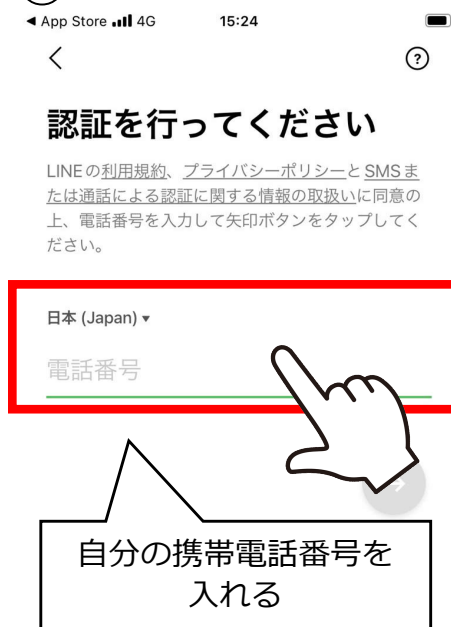 App Store 4G 15:24
?
認証を行ってください
LINEの利用規約、プライバシーポリシーとSMSま
たは通話による認証に関する情報の取扱いに同意の
上、電話番号を入力して矢印ボタンをタップしてく
ださい。
日本 (Japan)
電話番号
自分の携帯電話番号を
入れる